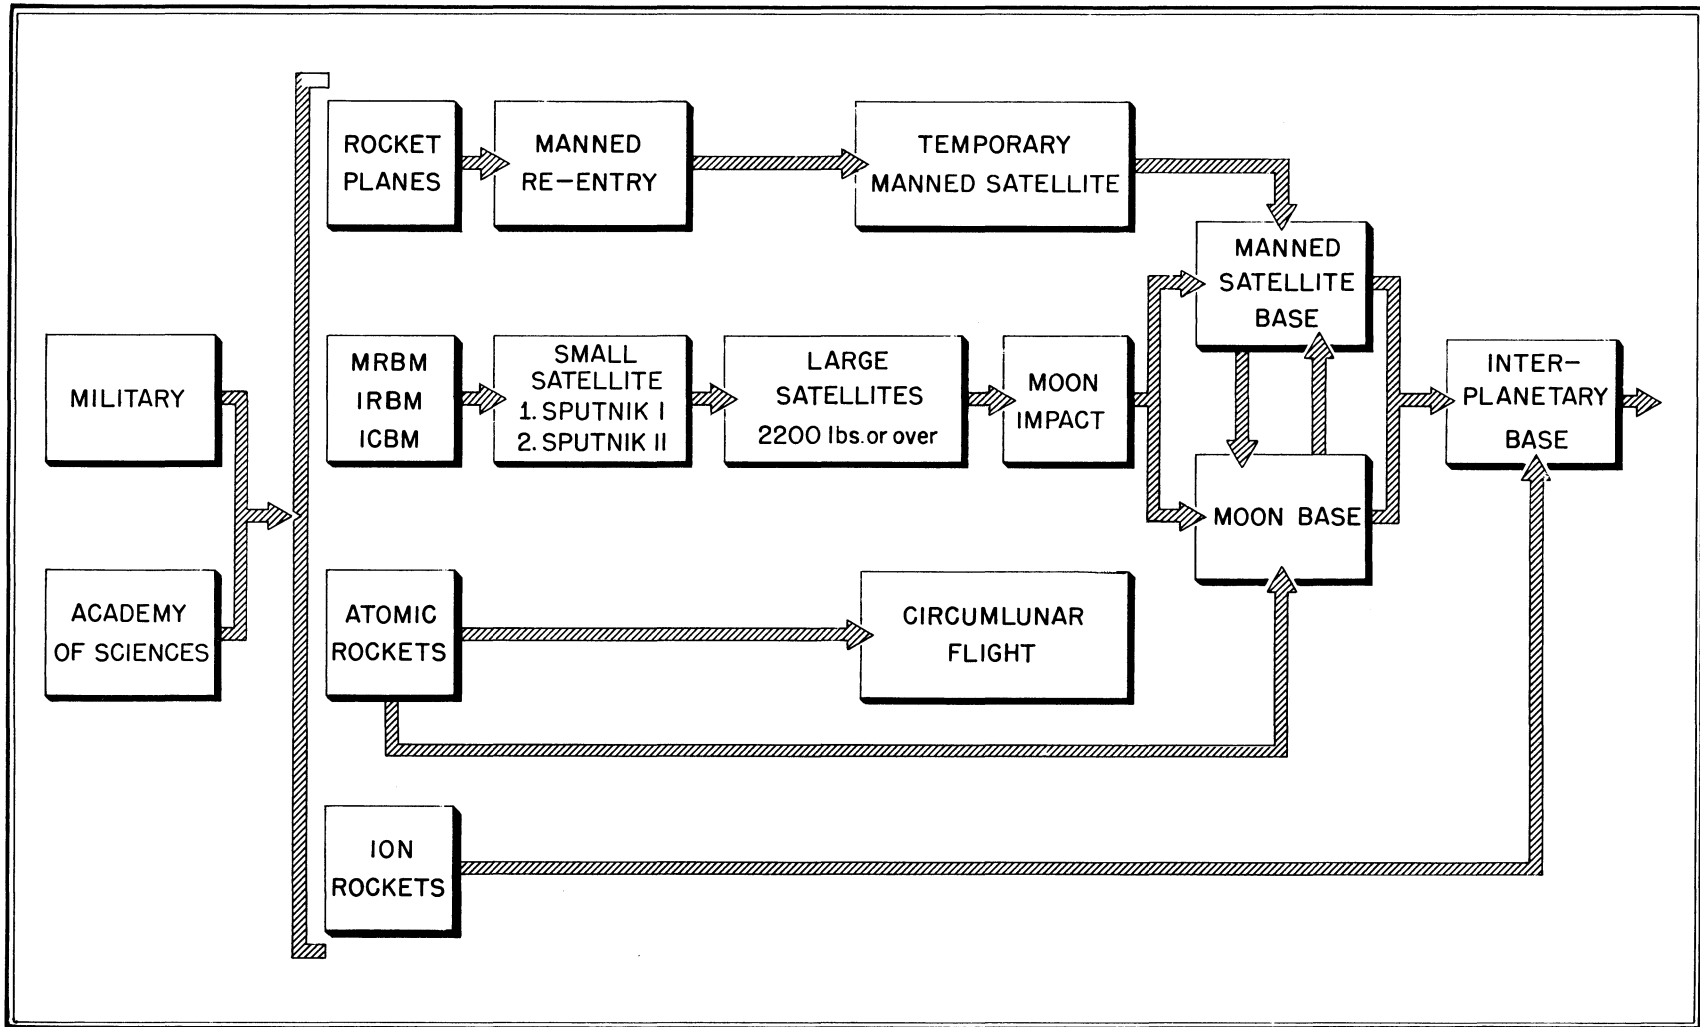 ROCKET
PLANES
MANNED
RE-ENTRY
TEMPORARY
MANNED SATELLITE
MANNED
SATELLITE
BASE
MILITARY
MRBM
IRBM
ICBM
SMALL
SATELLITE
1. SPUTNIK I
2. SPUTNIK II
LARGE
SATELLITES
2200 lbs. or over
MOON
IMPACT
INTER-
PLANETARY
BASE
MOON BASE
ACADEMY
OF SCIENCES
ATOMIC
ROCKETS
CIRCUMLUNAR
FLIGHT
ION
ROCKETS